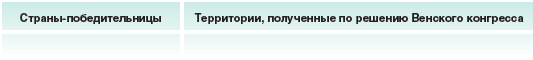 Страны-победительницы
Территории, полученные по решению Венского конгресса